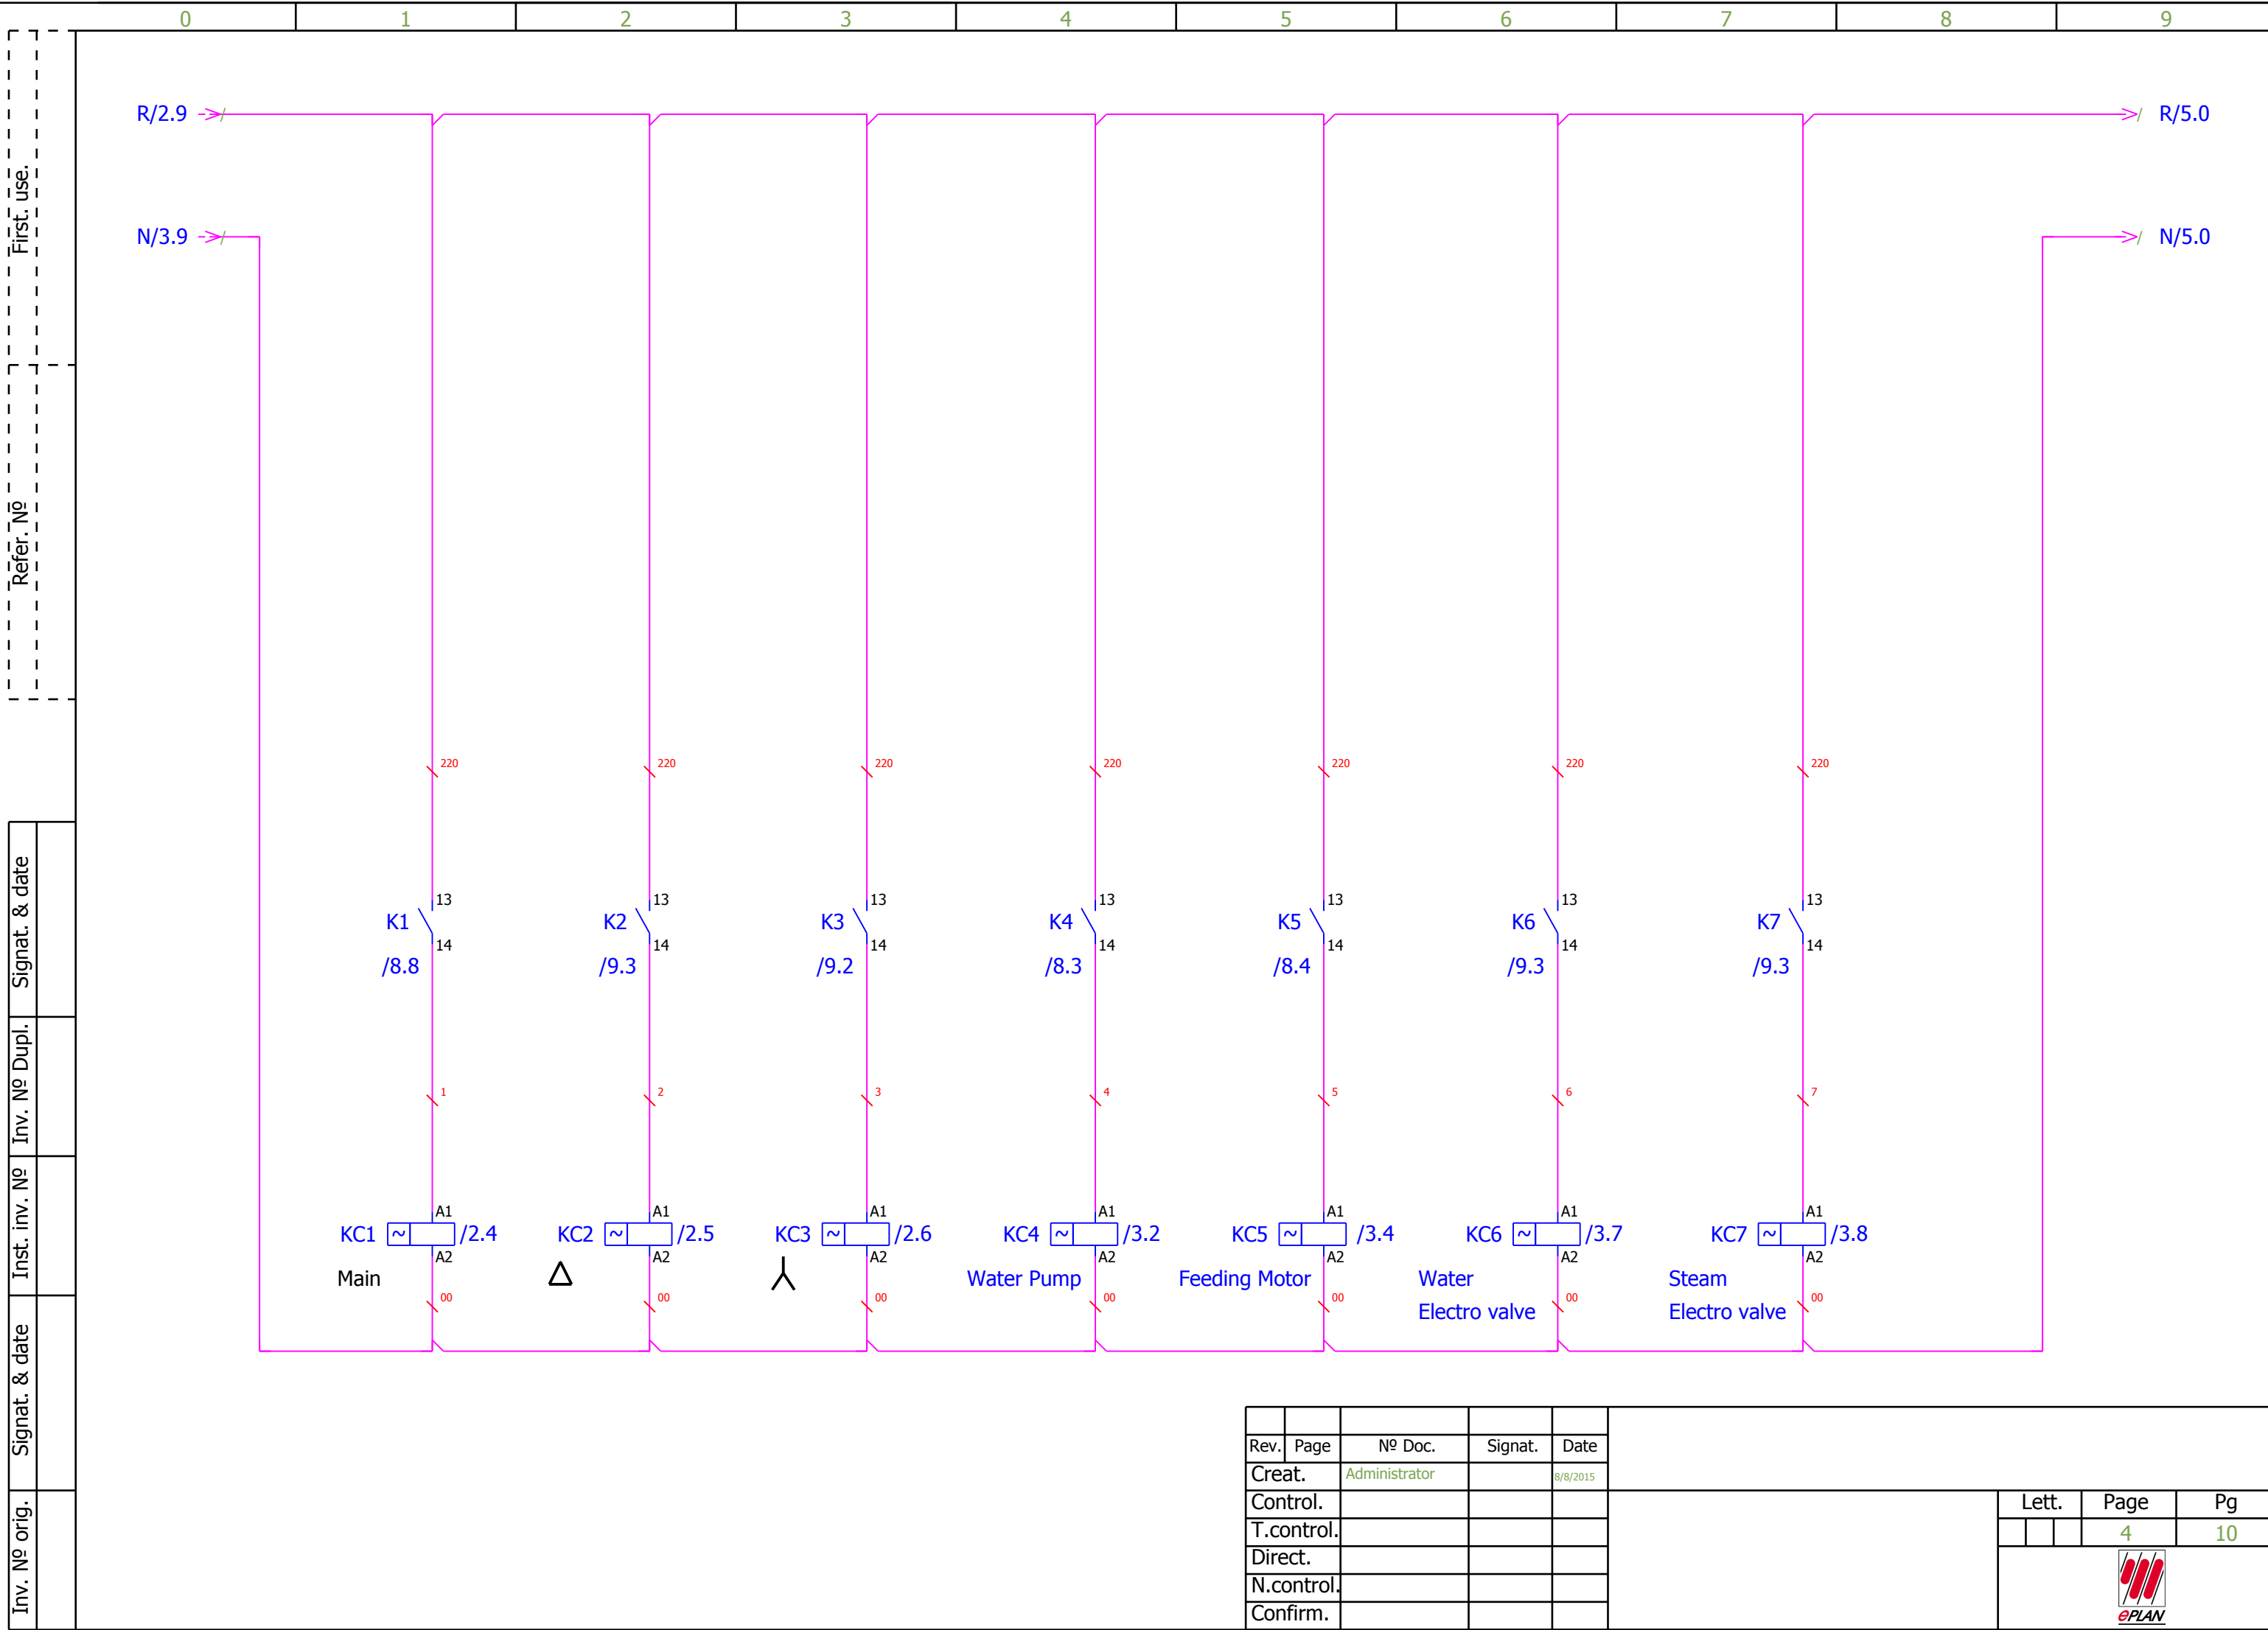 0 1 2 3 4 5 6 7 8 9
R/2.9 R/5.0
N/3.9 N/5.0
First. use.
Refer. Nº
Signat. & date
Inv. Nº Dupl.
Inst. inv. Nº
Signat. & date
Inv. Nº orig.
220 220 220 220 220 220 220
13 13 13 13 13 13 13
K1 K2 K3 K4 K5 K6 K7
14 14 14 14 14 14 14
/8.8 /9.3 /9.2 /8.3 /8.4 /9.3 /9.3
1 2 3 4 5 6 7
A1 A1 A1 A1 A1 A1 A1
KC1 ~ /2.4 KC2 ~ /2.5 KC3 ~ /2.6 KC4 ~ /3.2 KC5 ~ /3.4 KC6 ~ /3.7 KC7 ~ /3.8
A2 A2 A2 A2 A2 A2 A2
Main Water Pump Feeding Motor Water Steam
00 00 00 00 00 00 00
Electro valve Electro valve
Rev. Page Nº Doc. Signat. Date
Creat. Administrator 8/8/2015
Control. Lett. Page Pg
T.control. 4 10
Direct.
N.control.
Confirm.
ePLAN